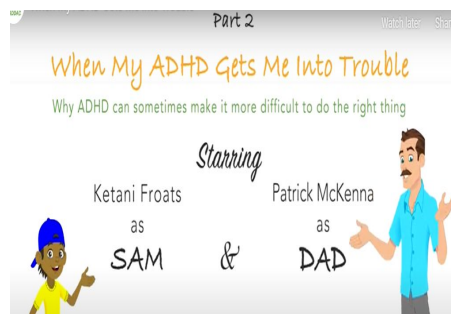 Part 2
Watch later
Shar
When My ADHD Gets Me Into Trouble
Why ADHD can sometimes make it more difficult to do the right thing
Starring
Ketani Froats
Patrick McKenna
as
as
SAM & DAD